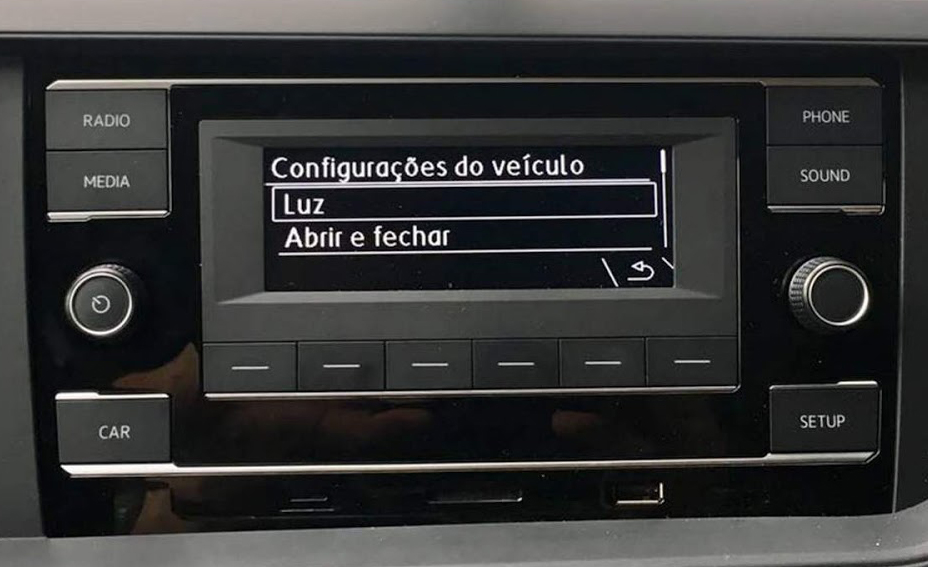 RADIO
MEDIA
Configurações do veículo
Luz
Abrir e fechar
PHONE
SOUND
CAR
SETUP